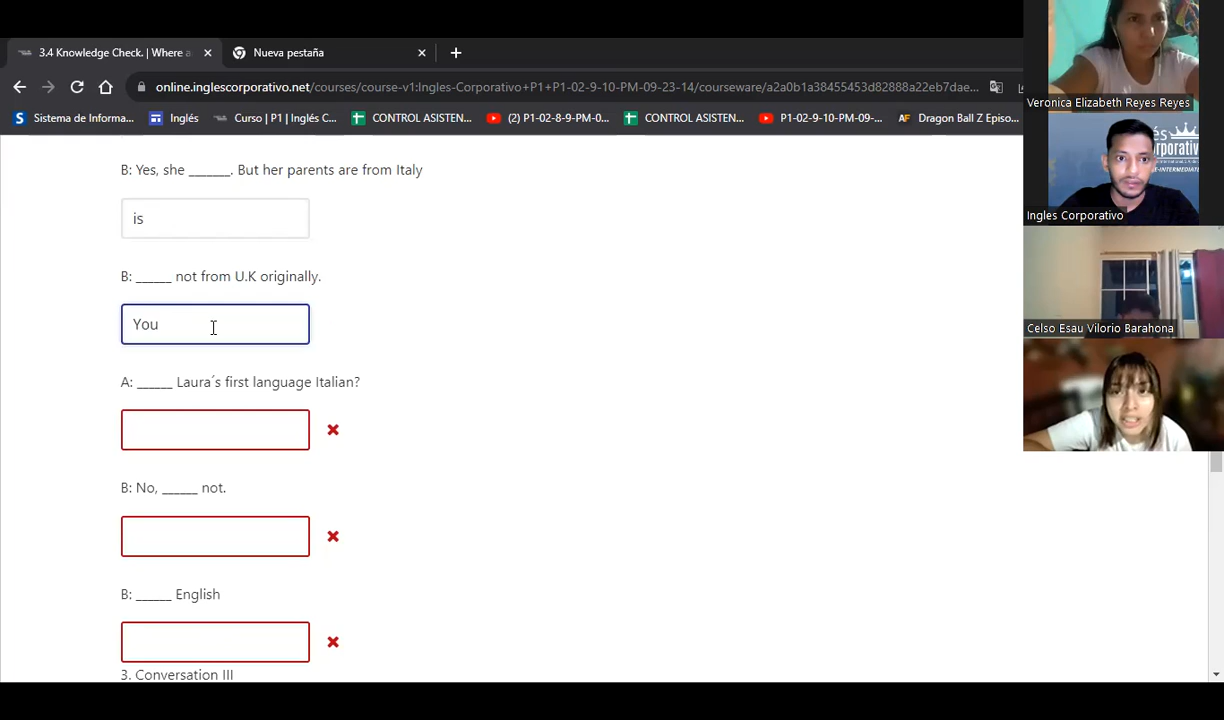 3.4 Knowledge Check. | Where a
Nueva pestaña
online.inglescorporativo.net/courses/course-v1:Ingles-Corporativo+P1+P1-02-9-10-PM-09-23-14/courseware/a2a0b1a38455453d82888a22eb7dae...
Sistema de Informa...
Inglés
Curso | P1 | Inglés C...
CONTROL ASISTEN...
(2) P1-02-8-9-PM-0...
CONTROL ASISTEN...
P1-02-9-10-PM-09-...
Dragon Ball Z Episo...
B: Yes, she ______. But her parents are from Italy
is
B: _____ not from U.K originally.
You
A: _____ Laura´s first language Italian?
B: No, _____ not.
B: _____ English
3. Conversation III
Veronica Elizabeth Reyes Reyes
Ingles Corporativo
Celso Esau Vilorio Barahona